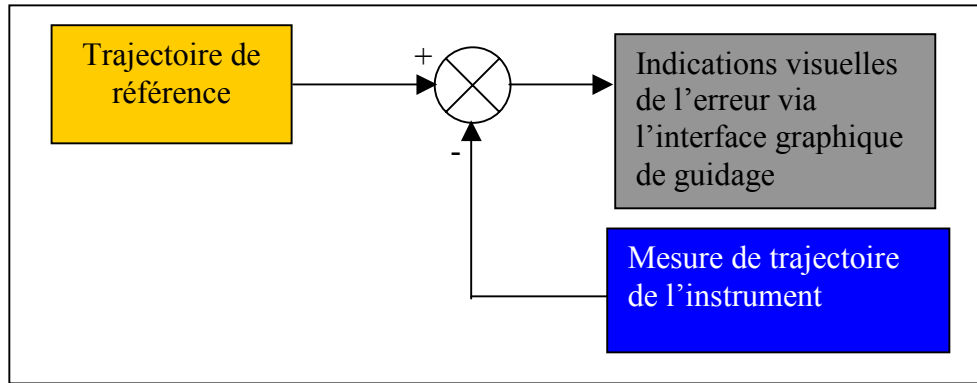 Trajectoire de
référence
+
-
Indications visuelles
de l’erreur via
l’interface graphique
de guidage
Mesure de trajectoire
de l’instrument